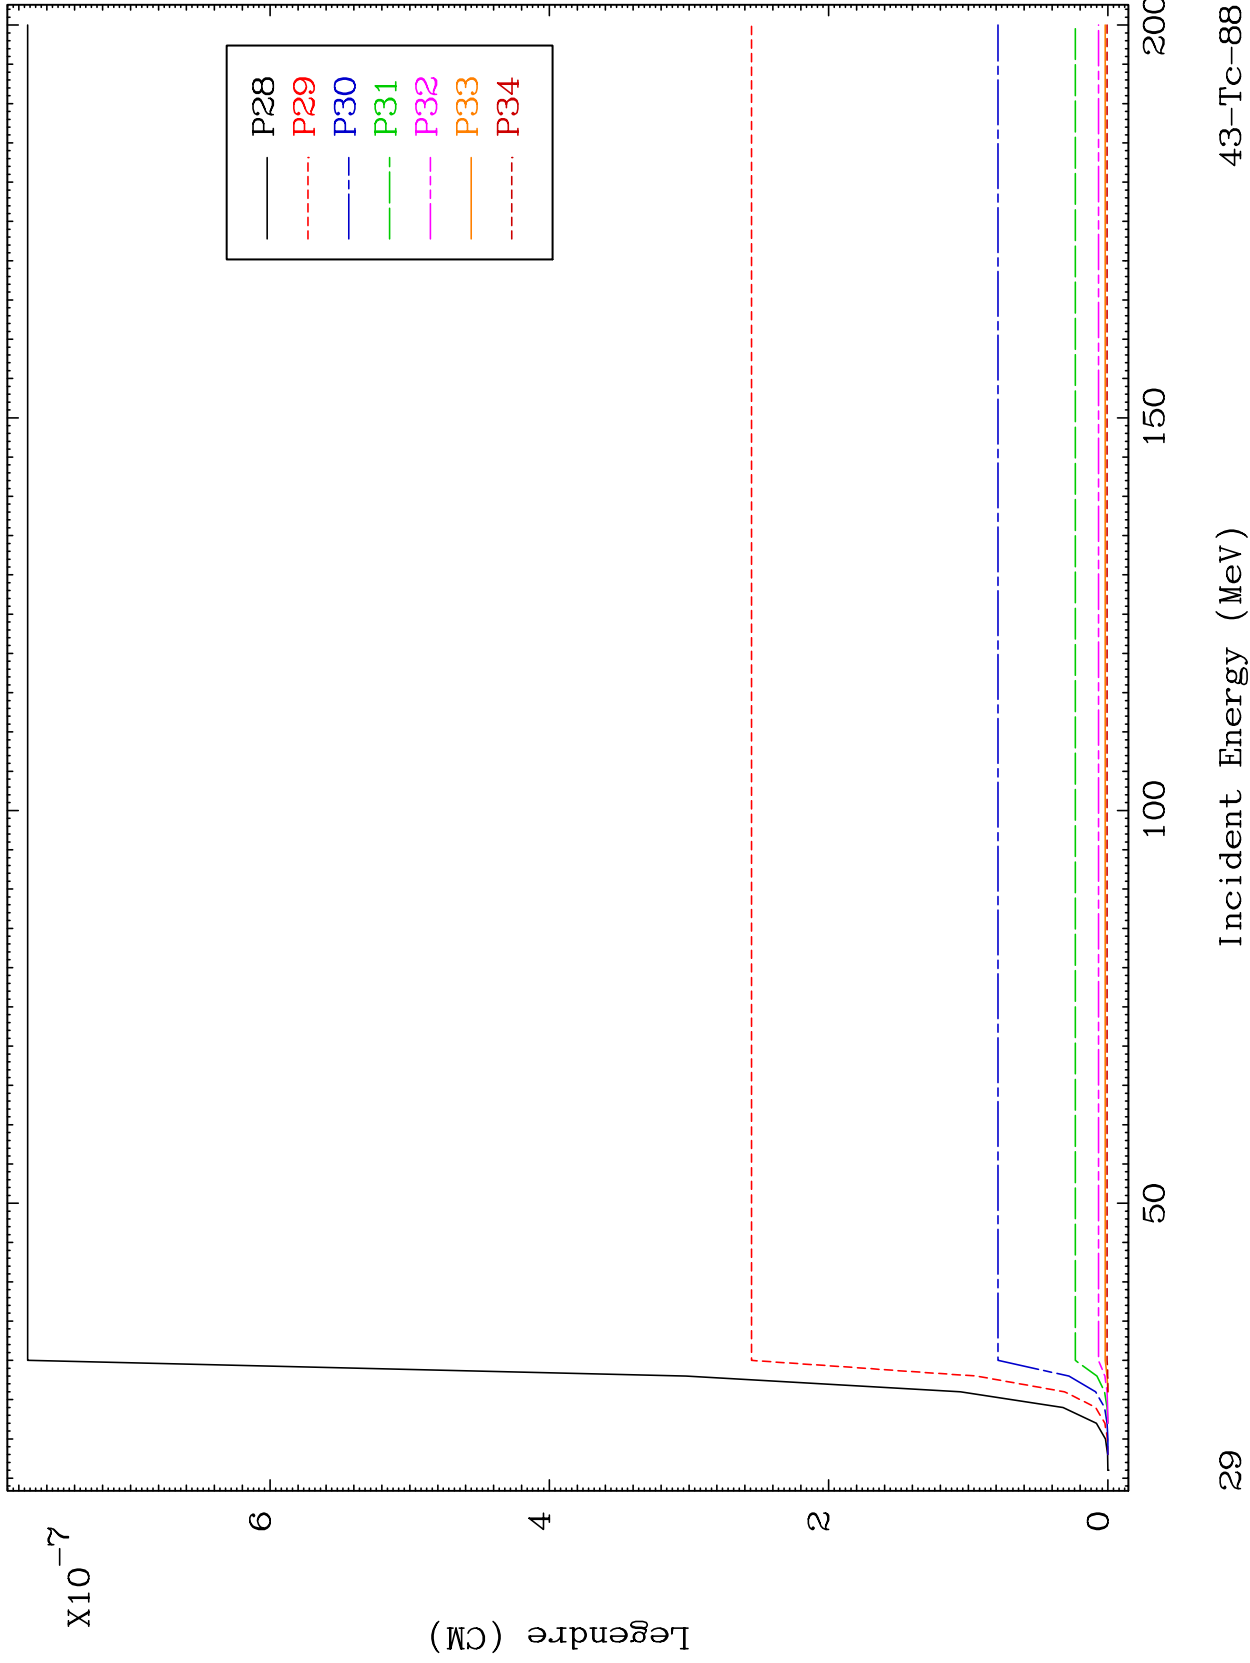 X10-7
Legendre (CM)
6
4
2
0
P28
P29
P30
P31
P32
P33
P34
50
100
150
200
Incident Energy (MeV)
29
43-Tc-88